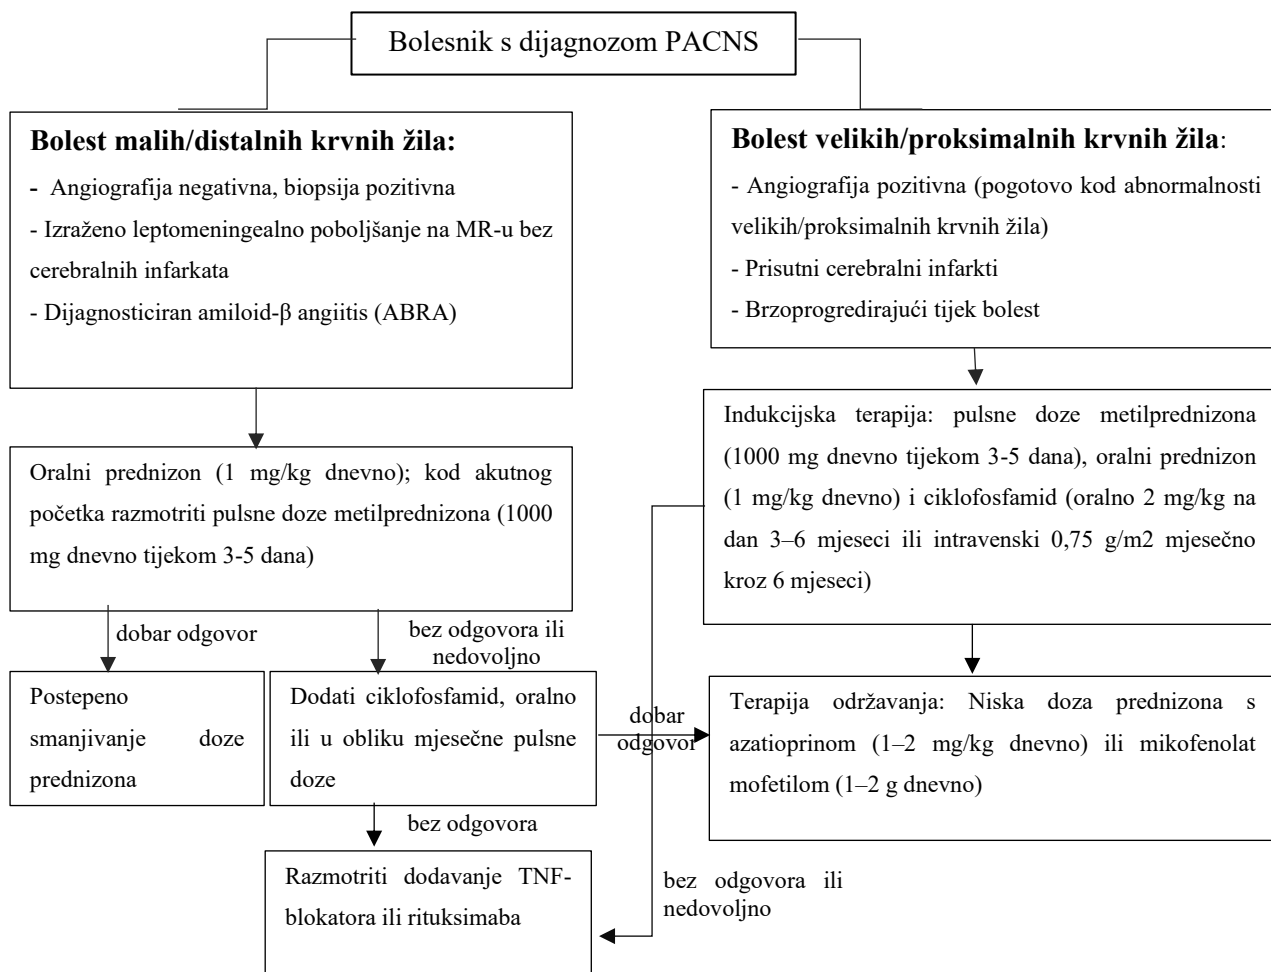 Bolesnik s dijagnozom PACNS
Bolest malih/distalnih krvnih žila:
- Angiografija negativna, biopsija pozitivna
- Izraženo leptomeningealno poboljšanje na MR-u bez
cerebralnih infarkata
- Dijagnosticiran amiloid-β angiitis (ABRA)
Bolest velikih/proksimalnih krvnih žila:
- Angiografija pozitivna (pogotovo kod abnormalnosti
velikih/proksimalnih krvnih žila)
- Prisutni cerebralni infarkti
- Brzoprogredirajući tijek bolest
Oralni prednizon (1 mg/kg dnevno); kod akutnog
početka razmotriti pulsne doze metilprednizona (1000
mg dnevno tijekom 3-5 dana)
Indukcijska terapija: pulsne doze metilprednizona
(1000 mg dnevno tijekom 3-5 dana), oralni prednizon
(1 mg/kg dnevno) i ciklofosfamid (oralno 2 mg/kg na
dan 3–6 mjeseci ili intravenski 0,75 g/m2 mjesečno
kroz 6 mjeseci)
dobar odgovor
bez odgovora ili
nedovoljno
Postepeno
smanjivanje doze
prednizona
Dodati ciklofosfamid, oralno
ili u obliku mjesečne pulsne
doze
dobar
odgovor
Terapija održavanja: Niska doza prednizona s
azatioprinom (1–2 mg/kg dnevno) ili mikofenolat
mofetilom (1–2 g dnevno)
bez odgovora
Razmotriti dodavanje TNF-
blokatora ili rituksimaba
bez odgovora ili
nedovoljno